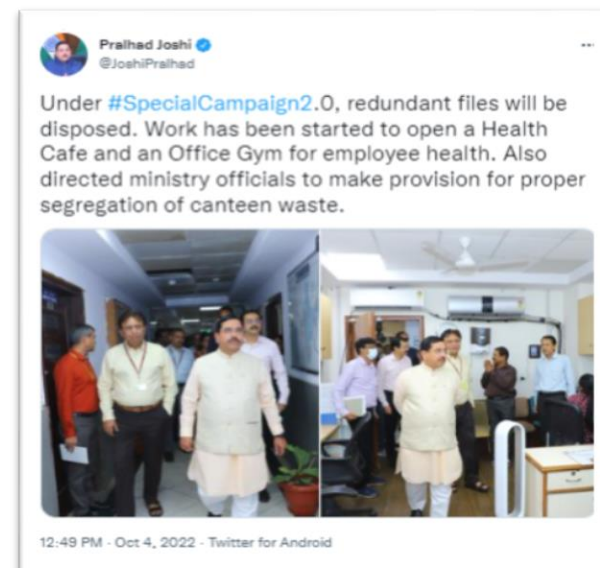 Pralhad Joshi
@JoshiPralhad
Under #SpecialCampaign2.0, redundant files will be
disposed. Work has been started to open a Health
Cafe and an Office Gym for employee health. Also
directed ministry officials to make provision for proper
segregation of canteen waste.
12:49 PM · Oct 4, 2022 · Twitter for Android